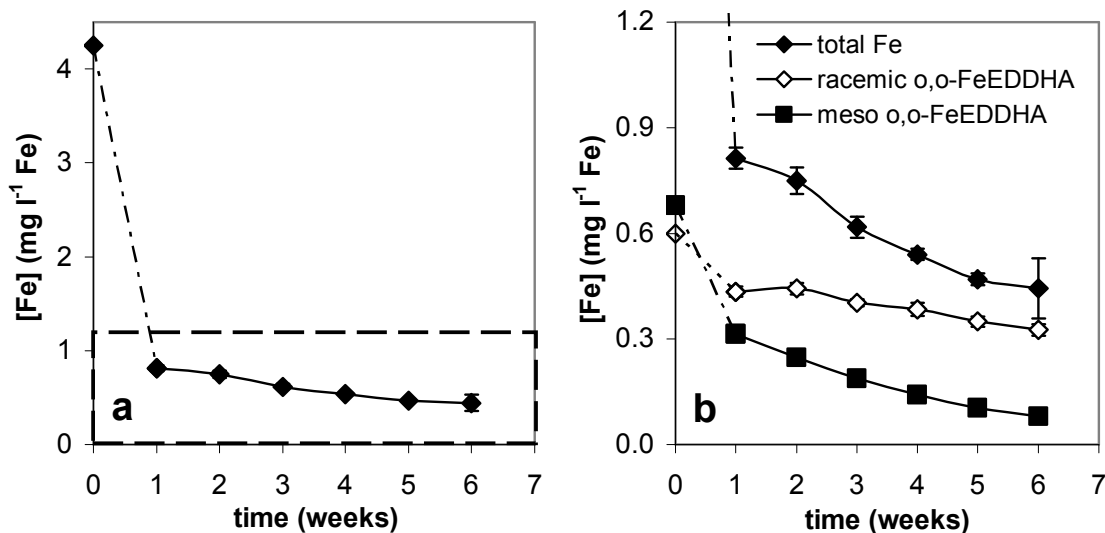 [Fe] (mg l⁻¹ Fe)
4
3
2
1
0
a
0 1 2 3 4 5 6 7
time (weeks)
[Fe] (mg l⁻¹ Fe)
1.2
0.9
0.6
0.3
0.0
total Fe
racemic o,o-FeEDDHA
meso o,o-FeEDDHA
b
0 1 2 3 4 5 6 7
time (weeks)